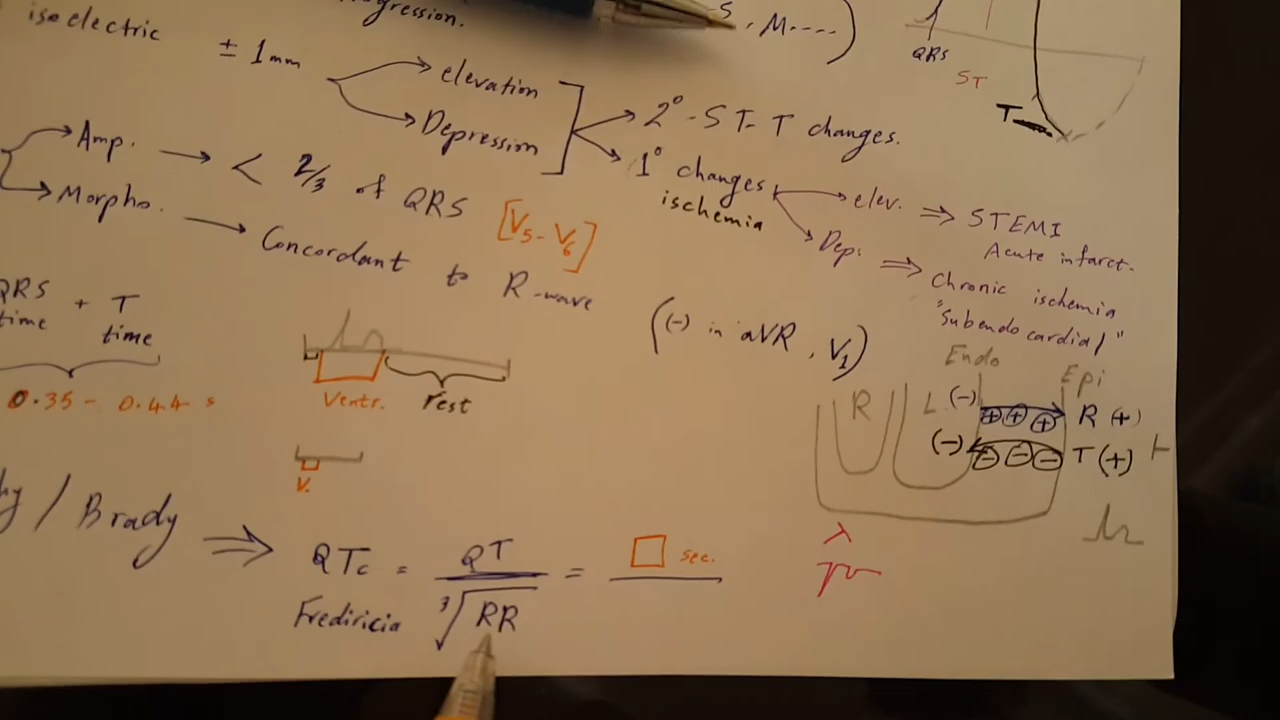 isoelectric
± 1mm
elevation
Depression
2° - ST- T changes.
1° changes
ischemia
elev. ⇒ STEMI
Acute infarct.
Dep. ⇒ Chronic ischemia
"Subendocardial"
S, M....)
QRS
ST
T
Amp. → < 2/3 of QRS [V5 - V6]
Morpho. → Concordant to R-wave
((-) in aVR, V1)
QRS + T
time time
0.35 - 0.44 s
Ventr. rest
V.
Endo
Epi
R L (-) + + + R (+)
(-) - - - T (+)
/ Brady ⇒ QTc = QT / ∛RR = □ sec.
Frediricia